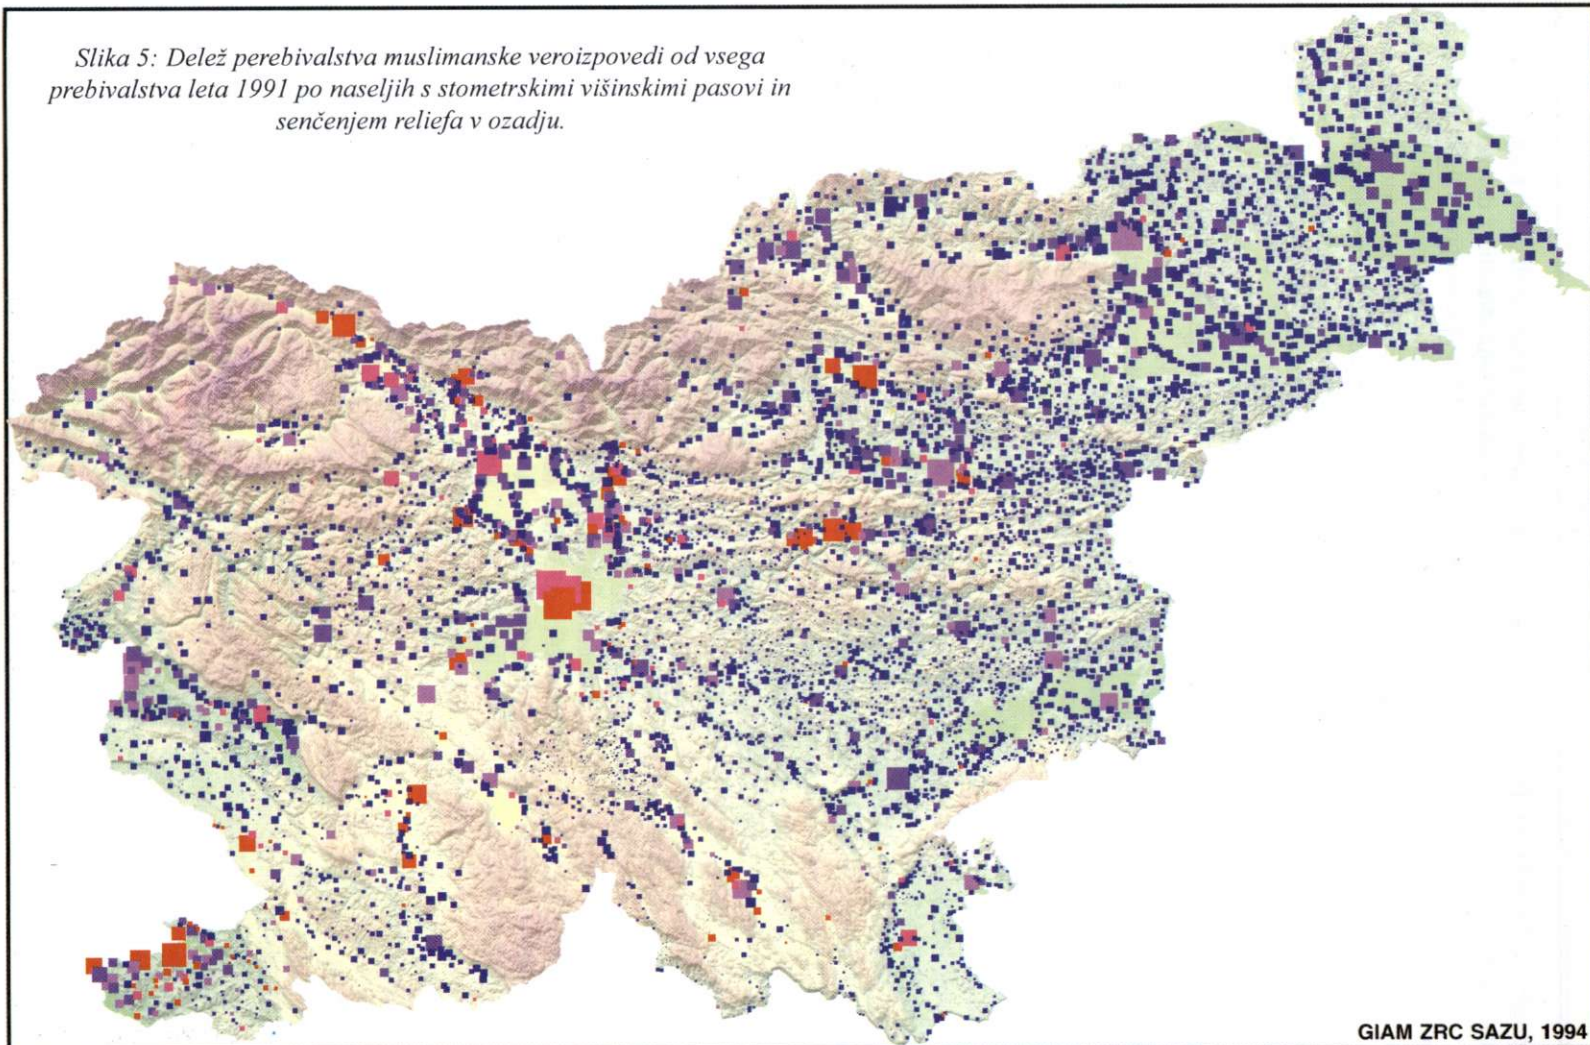 Slika 5: Delež perebivalstva muslimanske veroizpovedi od vsega
prebivalstva leta 1991 po naseljih s stometrskimi višinskimi pasovi in
senčenjem reliefa v ozadju.
GIAM ZRC SAZU, 1994